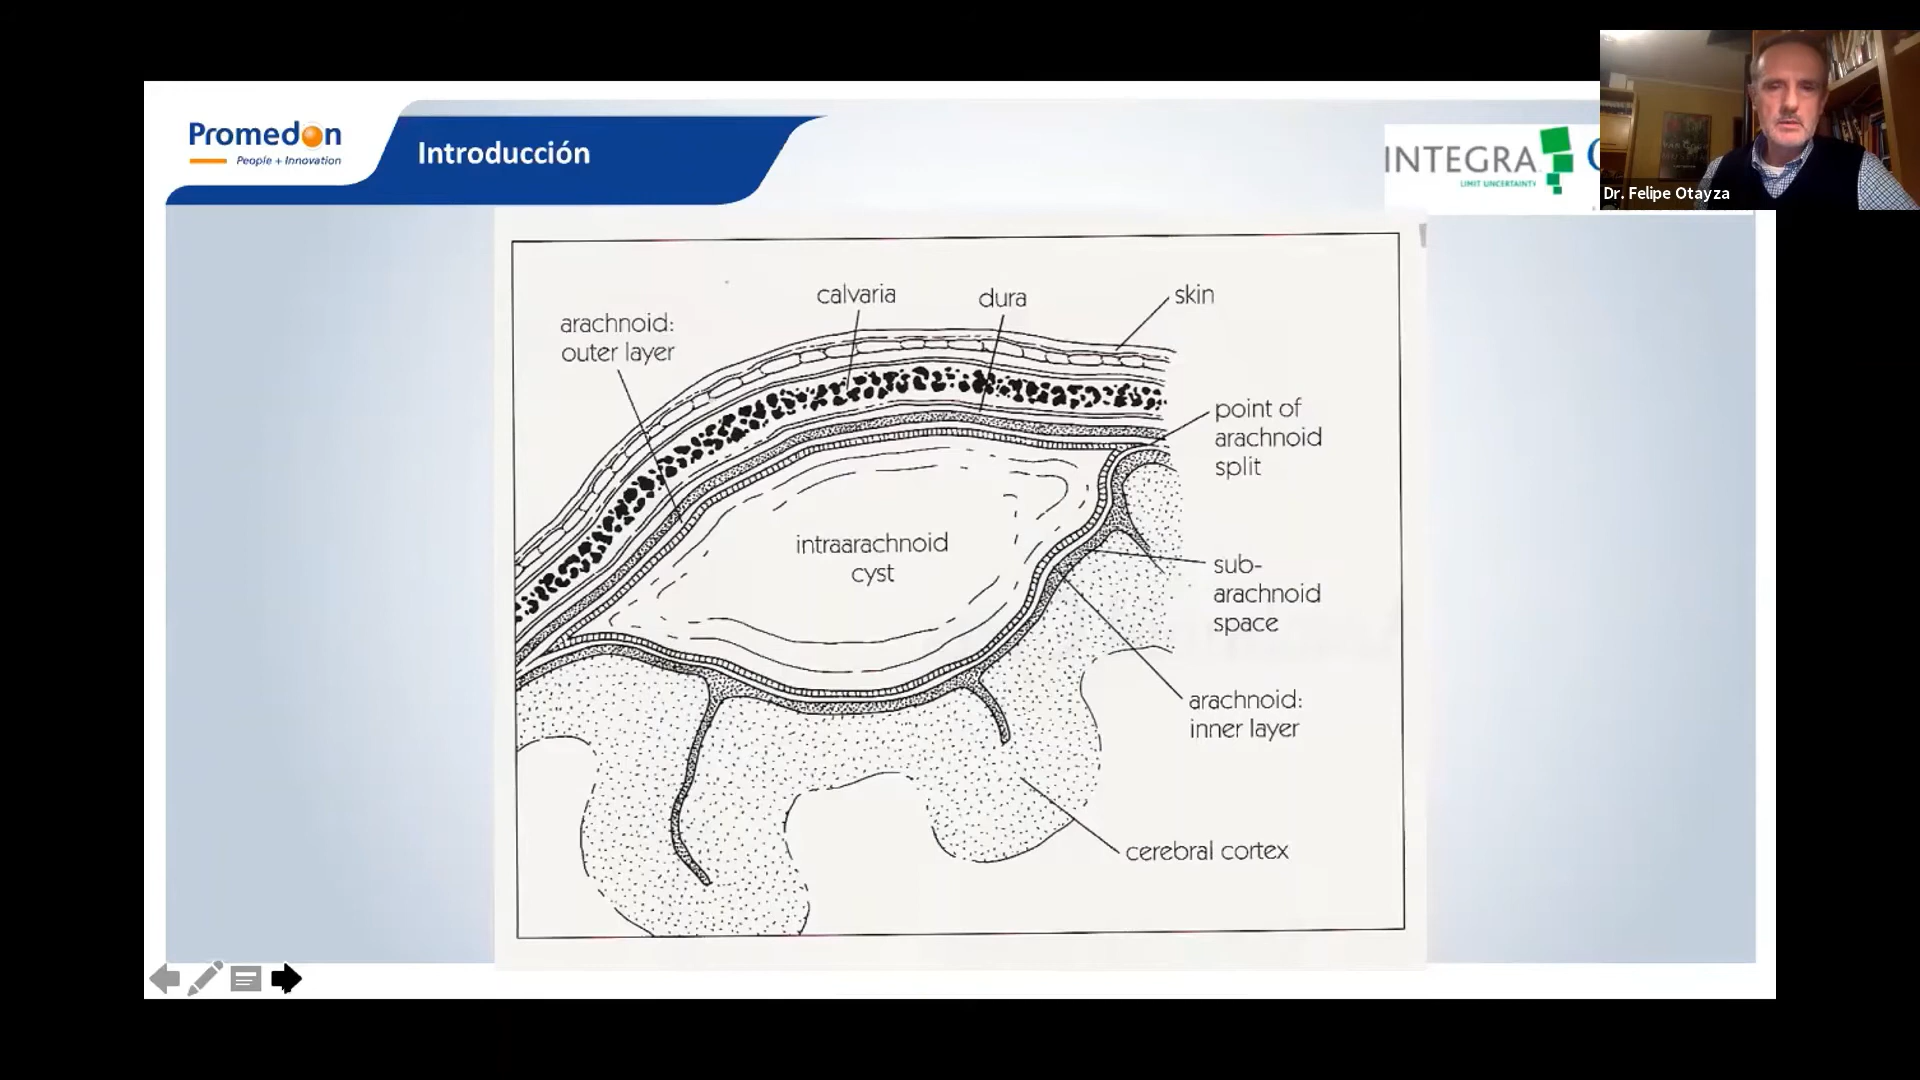 Promedon
People + Innovation
Introducción
INTEGRA
LIMIT UNCERTAINTY
Dr. Felipe Otayza
calvaria
dura
skin
arachnoid:
outer layer
point of
arachnoid
split
intraarachnoid
cyst
sub-
arachnoid
space
arachnoid:
inner layer
cerebral cortex